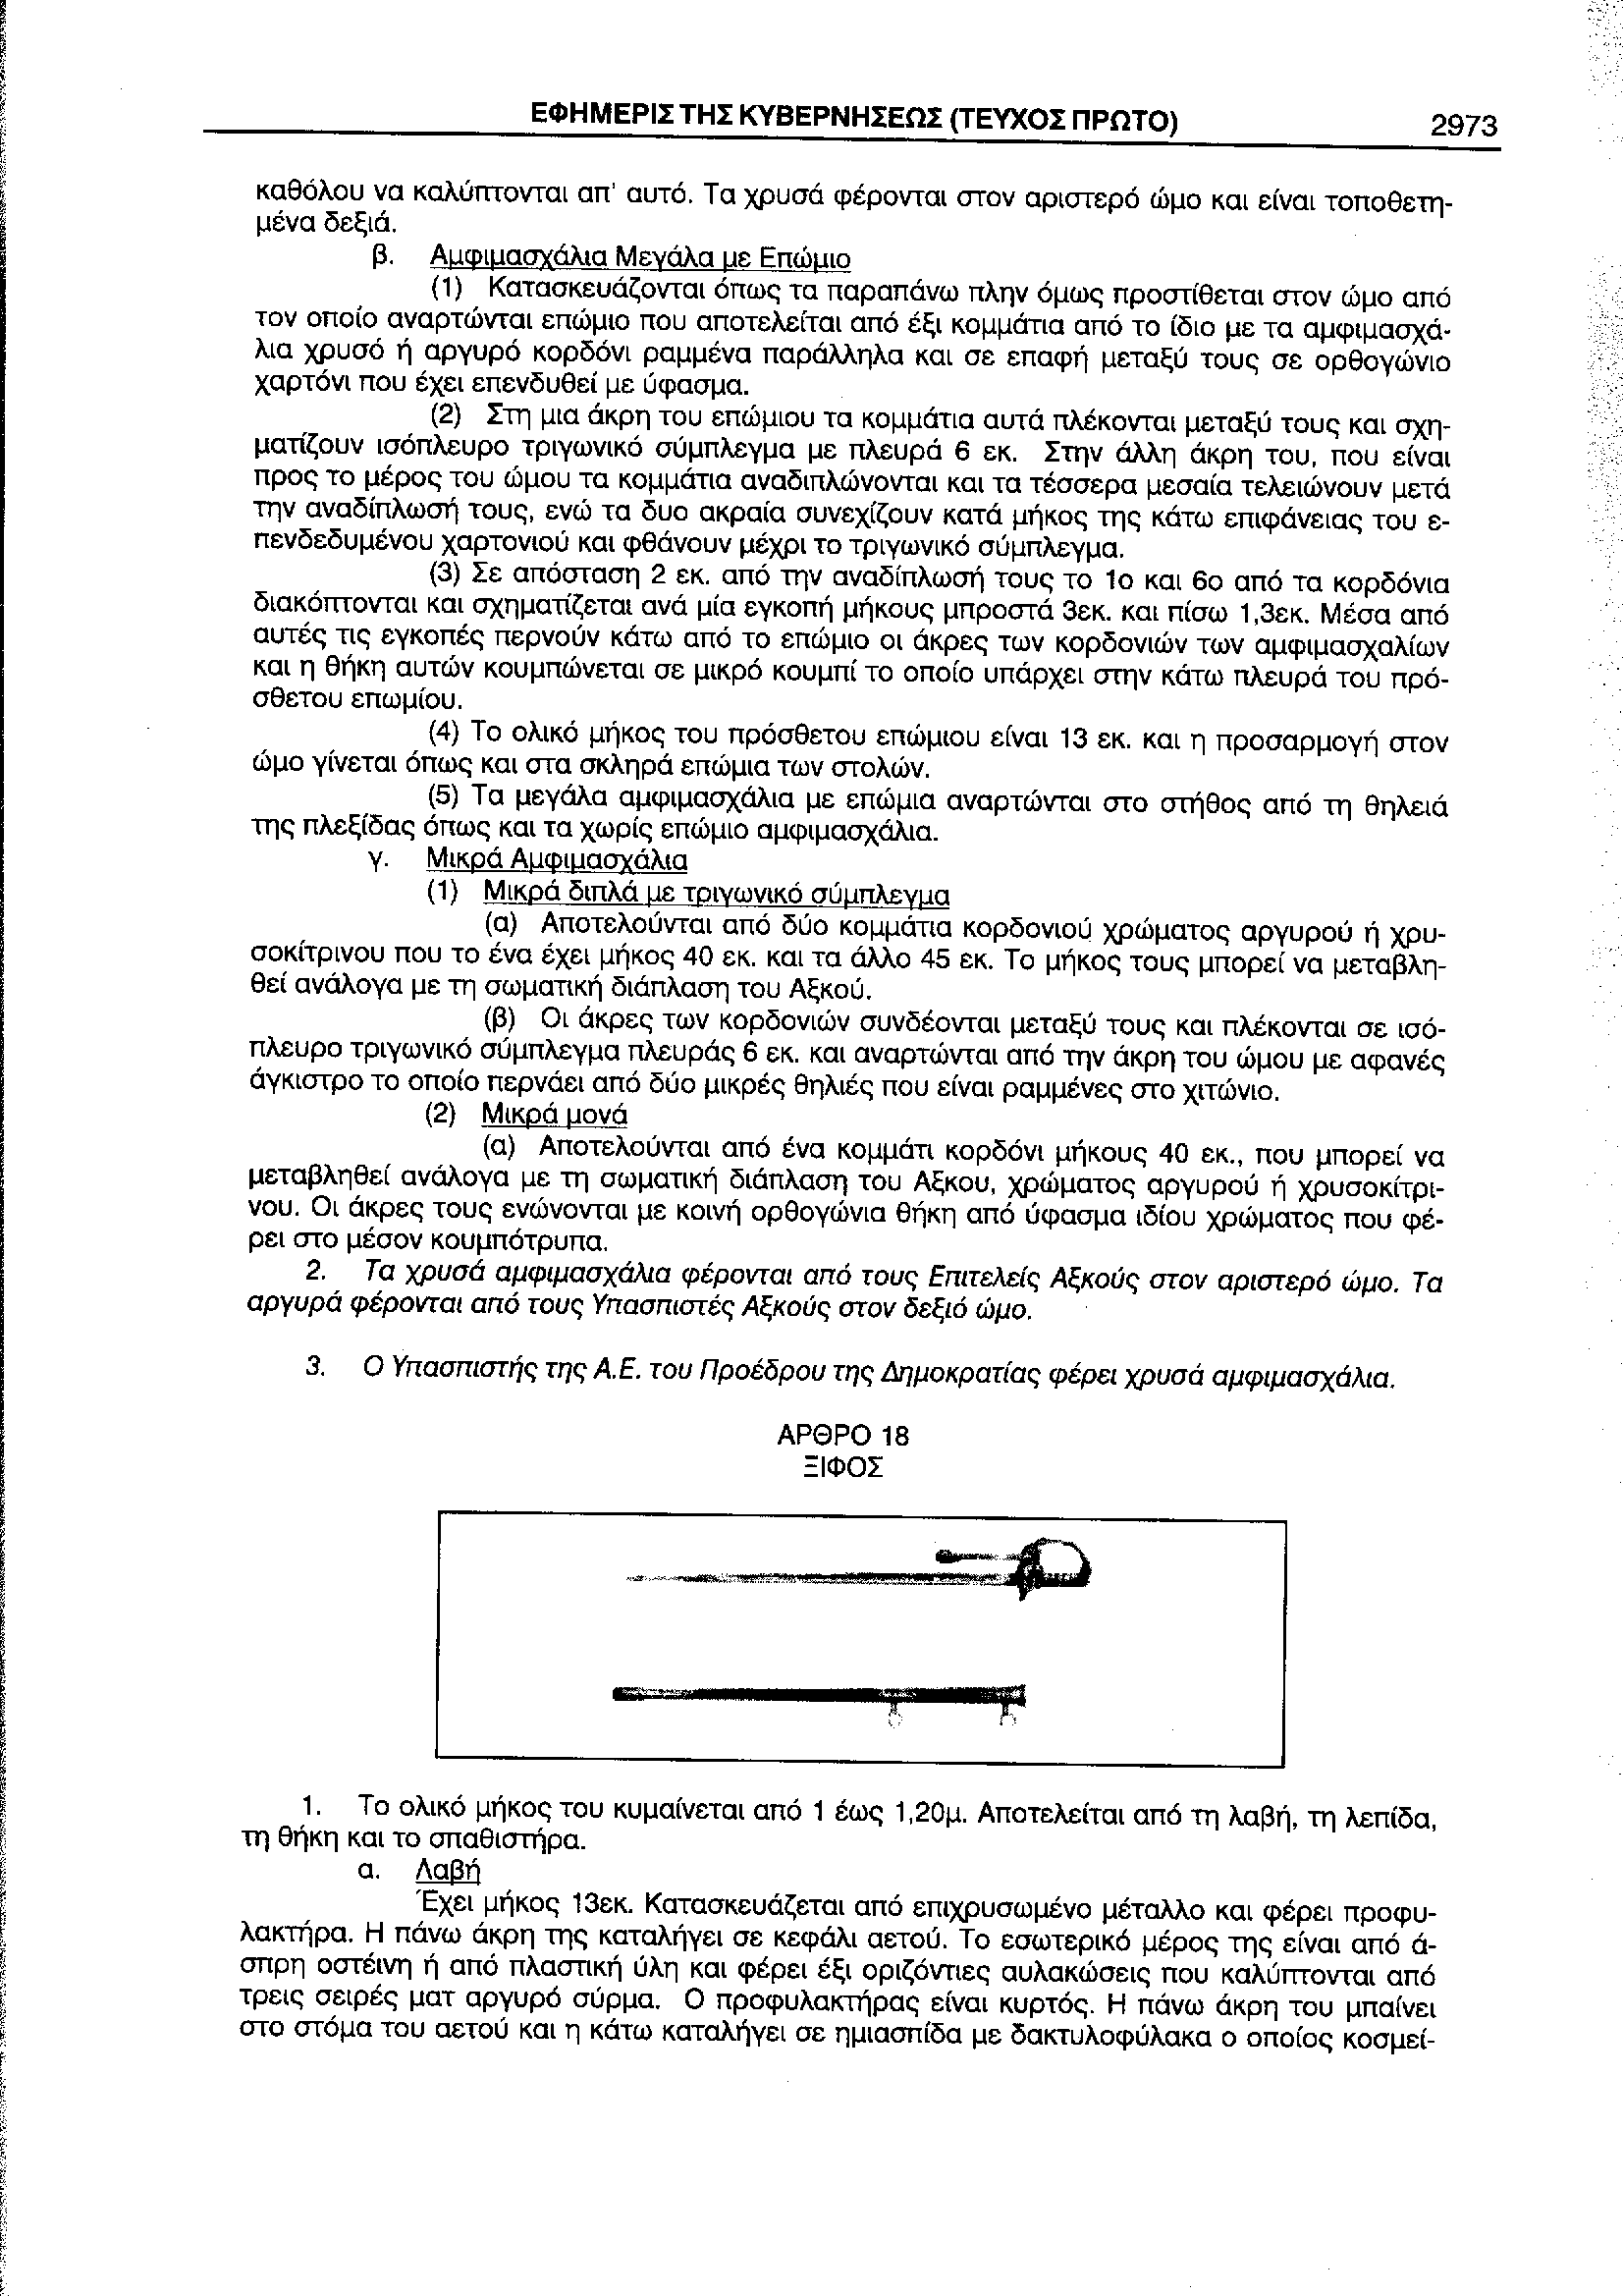 ΕΦΗΜΕΡΙΣ ΤΗΣ ΚΥΒΕΡΝΗΣΕΩΣ (ΤΕΥΧΟΣ ΠΡΩΤΟ) 2973
καθόλου να καλύπτονται απ' αυτό. Τα χρυσά φέρονται στον αριστερό ώμο και είναι τοποθετη-
μένα δεξιά.
β. Αμφιμασχάλια Μεγάλα με Επώμιο
(1) Κατασκευάζονται όπως τα παραπάνω πλην όμως προστίθεται στον ώμο από
τον οποίο αναρτώνται επώμιο που αποτελείται από έξι κομμάτια από το ίδιο με τα αμφιμασχά-
λια χρυσό ή αργυρό κορδόνι ραμμένα παράλληλα και σε επαφή μεταξύ τους σε ορθογώνιο
χαρτόνι που έχει επενδυθεί με ύφασμα.
(2) Στη μια άκρη του επώμιου τα κομμάτια αυτά πλέκονται μεταξύ τους και σχη-
ματίζουν ισόπλευρο τριγωνικό σύμπλεγμα με πλευρά 6 εκ. Στην άλλη άκρη του, που είναι
προς το μέρος του ώμου τα κομμάτια αναδιπλώνονται και τα τέσσερα μεσαία τελειώνουν μετά
την αναδίπλωσή τους, ενώ τα δυο ακραία συνεχίζουν κατά μήκος της κάτω επιφάνειας του ε-
πενδεδυμένου χαρτονιού και φθάνουν μέχρι το τριγωνικό σύμπλεγμα.
(3) Σε απόσταση 2 εκ. από την αναδίπλωσή τους το 1ο και 6ο από τα κορδόνια
διακόπτονται και σχηματίζεται ανά μία εγκοπή μήκους μπροστά 3εκ. και πίσω 1,3εκ. Μέσα από
αυτές τις εγκοπές περνούν κάτω από το επώμιο οι άκρες των κορδονιών των αμφιμασχαλίων
και η θήκη αυτών κουμπώνεται σε μικρό κουμπί το οποίο υπάρχει στην κάτω πλευρά του πρό-
σθετου επωμίου.
(4) Το ολικό μήκος του πρόσθετου επώμιου είναι 13 εκ. και η προσαρμογή στον
ώμο γίνεται όπως και στα σκληρά επώμια των στολών.
(5) Τα μεγάλα αμφιμασχάλια με επώμια αναρτώνται στο στήθος από τη θηλειά
της πλεξίδας όπως και τα χωρίς επώμιο αμφιμασχάλια.
γ. Μικρά Αμφιμασχάλια
(1) Μικρά διπλά με τριγωνικό σύμπλεγμα
(α) Αποτελούνται από δύο κομμάτια κορδονιού χρώματος αργυρού ή χρυ-
σοκίτρινου που το ένα έχει μήκος 40 εκ. και τα άλλο 45 εκ. Το μήκος τους μπορεί να μεταβλη-
θεί ανάλογα με τη σωματική διάπλαση του Αξκού.
(β) Οι άκρες των κορδονιών συνδέονται μεταξύ τους και πλέκονται σε ισό-
πλευρο τριγωνικό σύμπλεγμα πλευράς 6 εκ. και αναρτώνται από την άκρη του ώμου με αφανές
άγκιστρο το οποίο περνάει από δύο μικρές θηλιές που είναι ραμμένες στο χιτώνιο.
(2) Μικρά μονά
(α) Αποτελούνται από ένα κομμάτι κορδόνι μήκους 40 εκ., που μπορεί να
μεταβληθεί ανάλογα με τη σωματική διάπλαση του Αξκου, χρώματος αργυρού ή χρυσοκίτρι-
νου. Οι άκρες τους ενώνονται με κοινή ορθογώνια θήκη από ύφασμα ιδίου χρώματος που φέ-
ρει στο μέσον κουμπότρυπα.
2. Τα χρυσά αμφιμασχάλια φέρονται από τους Επιτελείς Αξκούς στον αριστερό ώμο. Τα
αργυρά φέρονται από τους Υπασπιστές Αξκούς στον δεξιό ώμο.
3. Ο Υπασπιστής της Α.Ε. του Προέδρου της Δημοκρατίας φέρει χρυσά αμφιμασχάλια.
ΑΡΘΡΟ 18
ΞΙΦΟΣ
1. Το ολικό μήκος του κυμαίνεται από 1 έως 1,20μ. Αποτελείται από τη λαβή, τη λεπίδα,
τη θήκη και το σπαθιστήρα.
α. Λαβή
Έχει μήκος 13εκ. Κατασκευάζεται από επιχρυσωμένο μέταλλο και φέρει προφυ-
λακτήρα. Η πάνω άκρη της καταλήγει σε κεφάλι αετού. Το εσωτερικό μέρος της είναι από ά-
σπρη οστέινη ή από πλαστική ύλη και φέρει έξι οριζόντιες αυλακώσεις που καλύπτονται από
τρεις σειρές ματ αργυρό σύρμα. Ο προφυλακτήρας είναι κυρτός. Η πάνω άκρη του μπαίνει
στο στόμα του αετού και η κάτω καταλήγει σε ημιασπίδα με δακτυλοφύλακα ο οποίος κοσμεί-